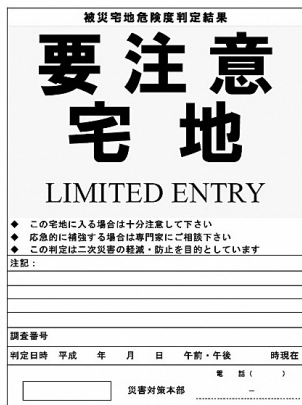 被災宅地危険度判定結果
要注意
宅地
LIMITED ENTRY
◆ この宅地に入る場合は十分注意して下さい
◆ 応急的に補強する場合は専門家にご相談下さい
◆ この判定は二次災害の軽減・防止を目的としています
注記：
調査番号
判定日時 平成 年 月 日 午前・午後 時現在
電 話 ( )
災害対策本部 －